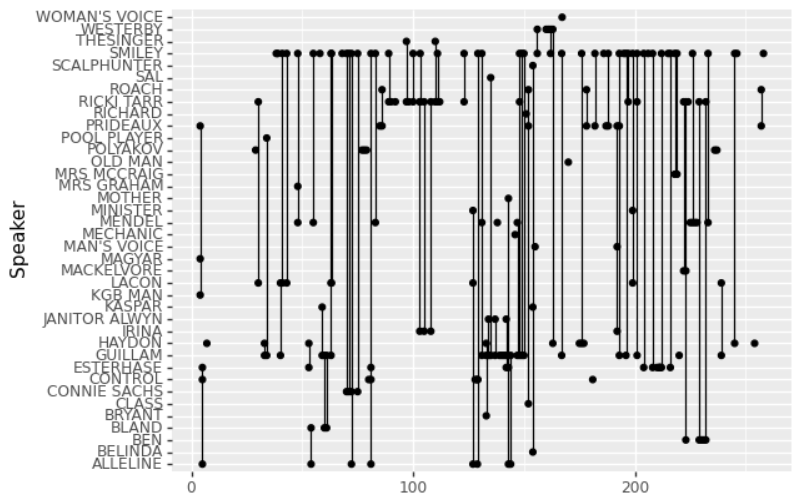 WOMAN'S VOICE
WESTERBY
THESINGER
SMILEY
SCALPHUNTER
SAL
ROACH
RICKI TARR
RICHARD
PRIDEAUX
POOL PLAYER
POLYAKOV
OLD MAN
MRS MCCRAIG
MRS GRAHAM
MOTHER
MINISTER
MENDEL
MECHANIC
MAN'S VOICE
MAGYAR
MACKELVORE
LACON
KGB MAN
KASPAR
JANITOR ALWYN
IRINA
HAYDON
GUILLAM
ESTERHASE
CONTROL
CONNIE SACHS
CLASS
BRYANT
BLAND
BEN
BELINDA
ALLELINE
Speaker
0 100 200